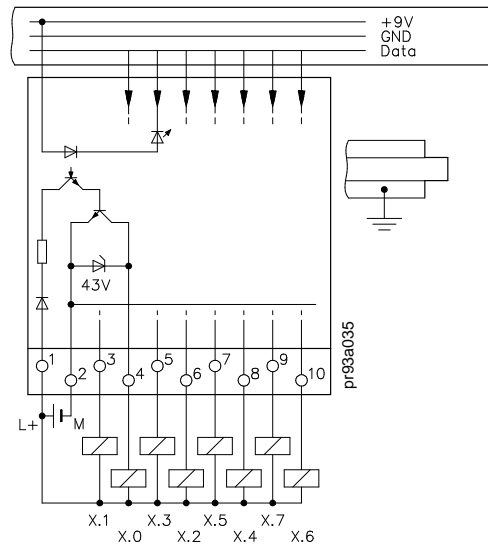 +9V
GND
Data
43V
1 3 5 7 9
2 4 6 8 10
L+ M
X.1 X.3 X.5 X.7
X.0 X.2 X.4 X.6
pr93a035